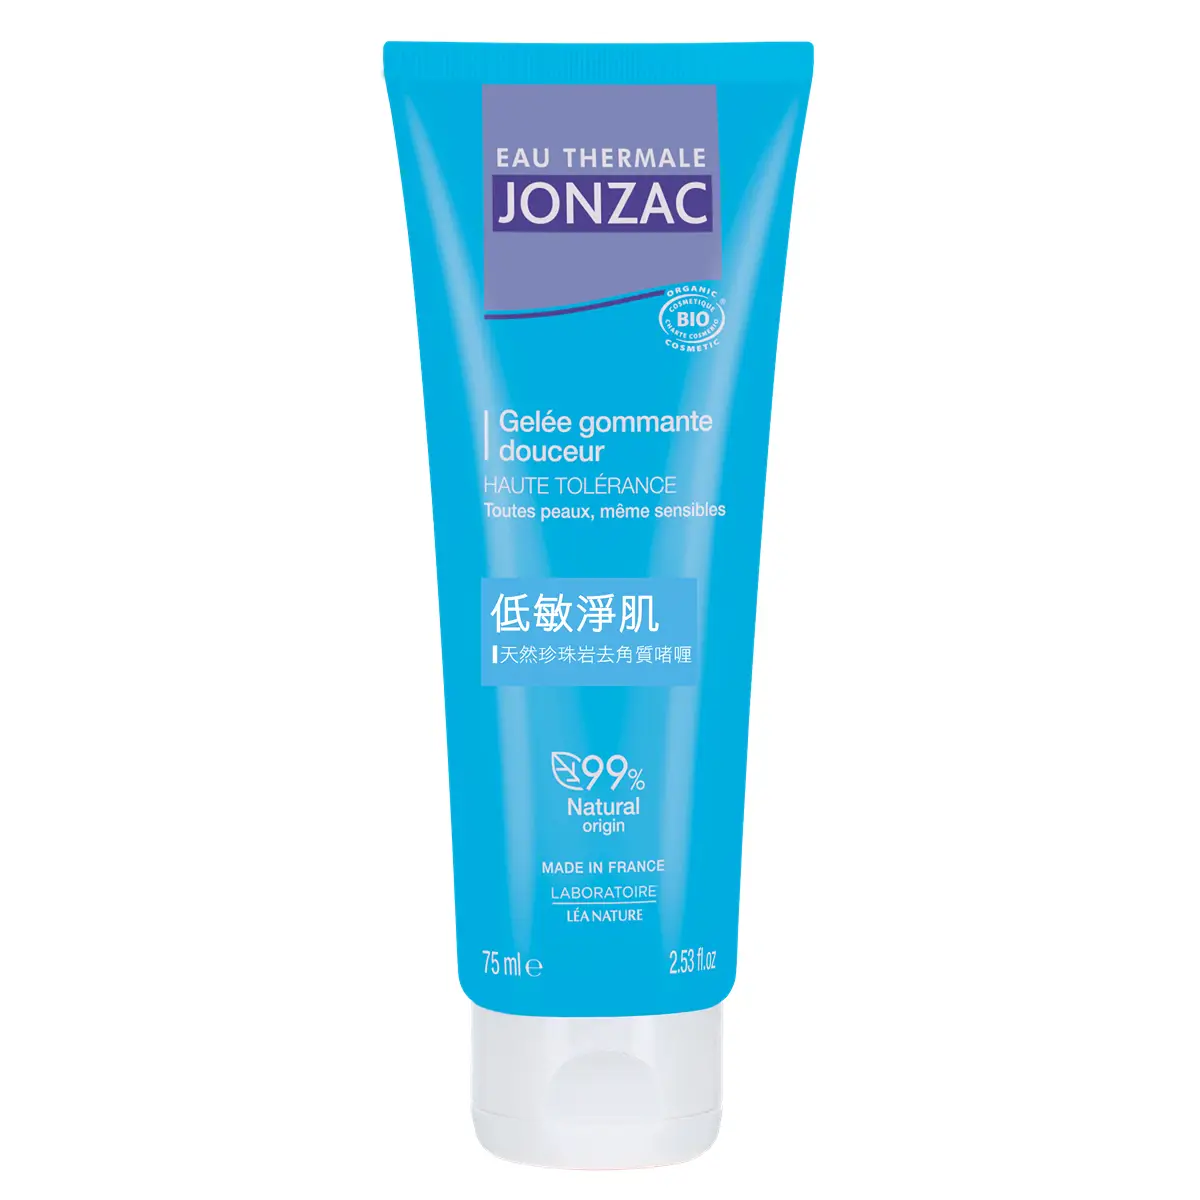 EAU THERMALE
JONZAC
ORGANIC
COSMETIQUE
BIO
CHARTE COSMEBIO
COSMETIC
®
Gelée gommante
douceur
HAUTE TOLÉRANCE
Toutes peaux, même sensibles
低敏淨肌
天然珍珠岩去角質啫喱
99%
Natural
origin
MADE IN FRANCE
LABORATOIRE
LÉA NATURE
75 ml ℮ 2.53 fl.oz